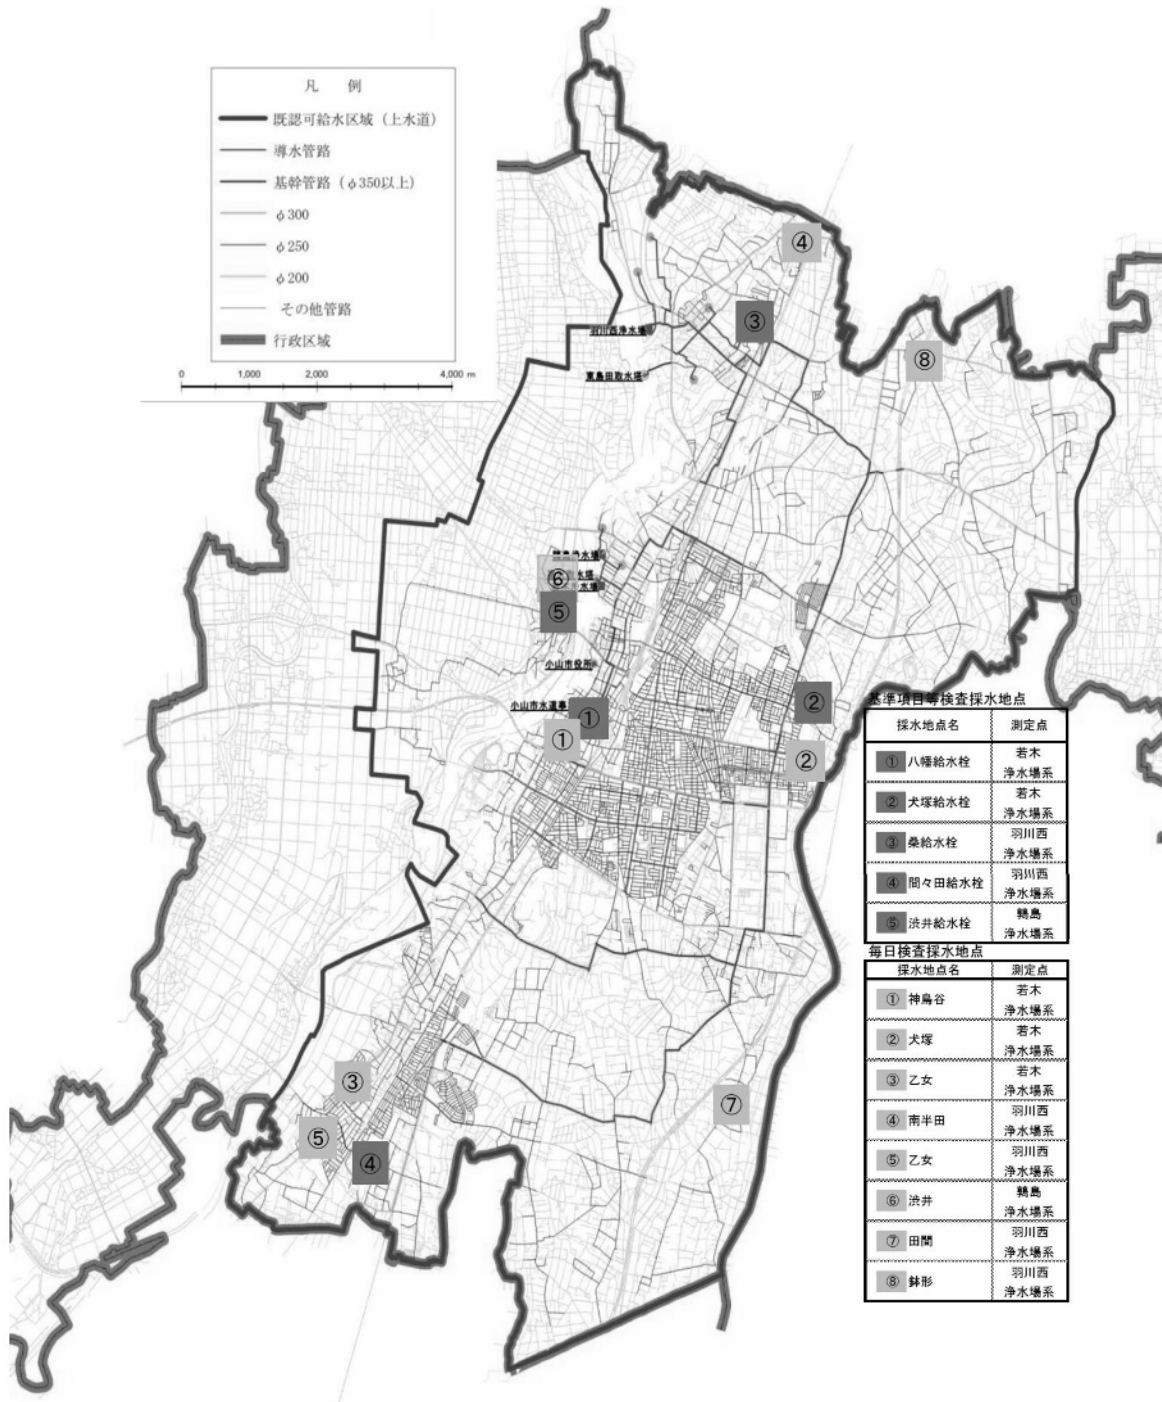 凡　例
既認可給水区域（上水道）
導水管路
基幹管路（φ350以上）
φ300
φ250
φ200
その他管路
行政区域
0 1,000 2,000 4,000 m
④
③
⑧
羽川西浄水場
東島田取水塔
⑥
⑤
小山市役所
小山市水道事
①
①
②
②
③
⑤
④
⑦
基準項目等検査採水地点
採水地点名 測定点
① 八幡給水栓 若木
浄水場系
② 犬塚給水栓 若木
浄水場系
③ 桑給水栓 羽川西
浄水場系
④ 間々田給水栓 羽川西
浄水場系
⑤ 渋井給水栓 鶉島
浄水場系
毎日検査採水地点
採水地点名 測定点
① 神鳥谷 若木
浄水場系
② 犬塚 若木
浄水場系
③ 乙女 若木
浄水場系
④ 南半田 羽川西
浄水場系
⑤ 乙女 羽川西
浄水場系
⑥ 渋井 鶉島
浄水場系
⑦ 田間 羽川西
浄水場系
⑧ 鉢形 羽川西
浄水場系